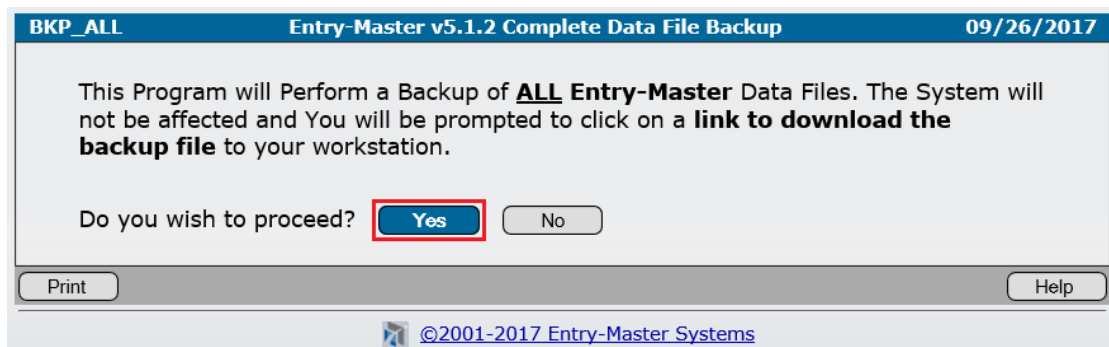 BKP_ALL Entry-Master v5.1.2 Complete Data File Backup 09/26/2017
This Program will Perform a Backup of ALL Entry-Master Data Files. The System will
not be affected and You will be prompted to click on a link to download the
backup file to your workstation.
Do you wish to proceed? Yes No
Print Help
©2001-2017 Entry-Master Systems